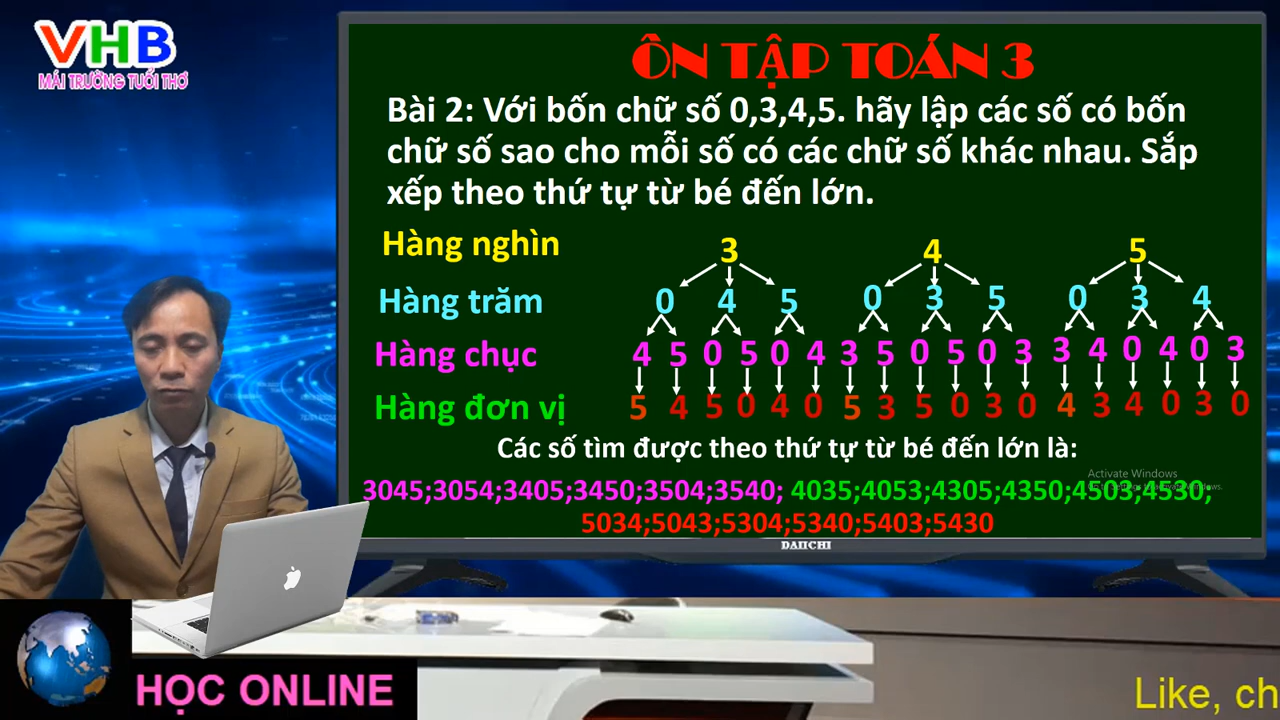 VHB
MÁI TRƯỜNG TUỔI THƠ
ÔN TẬP TOÁN 3
Bài 2: Với bốn chữ số 0,3,4,5. hãy lập các số có bốn
chữ số sao cho mỗi số có các chữ số khác nhau. Sắp
xếp theo thứ tự từ bé đến lớn.
Hàng nghìn 3 4 5
Hàng trăm 0 4 5 0 3 5 0 3 4
Hàng chục 4 5 0 5 0 4 3 5 0 5 0 3 3 4 0 4 0 3
Hàng đơn vị 5 4 5 0 4 0 5 3 5 0 3 0 4 3 4 0 3 0
Các số tìm được theo thứ tự từ bé đến lớn là:
Activate Windows
3045;3054;3405;3450;3504;3540; 4035;4053;4305;4350;4503;4530;
5034;5043;5304;5340;5403;5430
DAIICHI
HỌC ONLINE
Like, ch